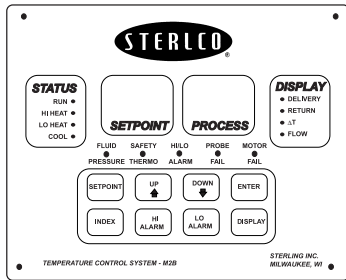 STERLCO®
STATUS
RUN
HI HEAT
LO HEAT
COOL
SETPOINT
PROCESS
DISPLAY
DELIVERY
RETURN
ΔT
FLOW
FLUID SAFETY HI/LO PROBE MOTOR
PRESSURE THERMO ALARM FAIL FAIL
SETPOINT UP DOWN ENTER
INDEX HI ALARM LO ALARM DISPLAY
TEMPERATURE CONTROL SYSTEM - M2B
STERLING INC.
MILWAUKEE, WI